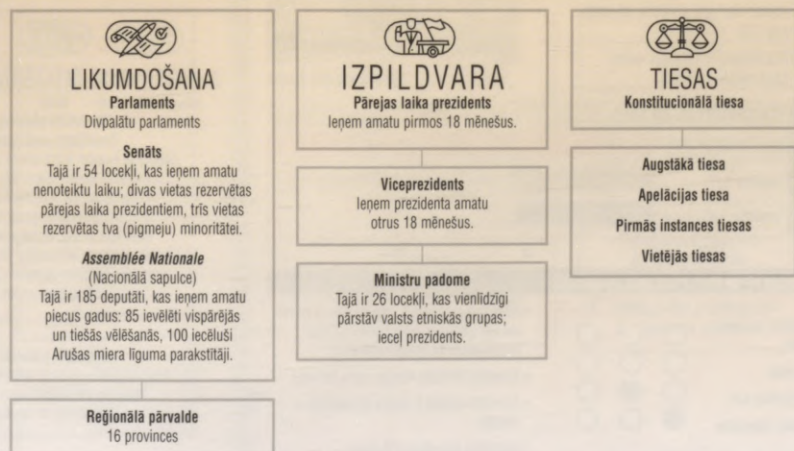 LIKUMDOŠANA
Parlaments
Divpalātu parlaments
Senāts
Tajā ir 54 locekļi, kas ieņem amatu
nenoteiktu laiku; divas vietas rezervētas
pārejas laika prezidentiem, trīs vietas
rezervētas tva (pigmeju) minoritātei.
Assemblée Nationale
(Nacionālā sapulce)
Tajā ir 185 deputāti, kas ieņem amatu
piecus gadus: 85 ievēlēti vispārējās
un tiešās vēlēšanās, 100 iecēluši
Arušas miera līguma parakstītāji.
Reģionālā pārvalde
16 provinces
IZPILDVARA
Pārejas laika prezidents
Ieņem amatu pirmos 18 mēnešus.
Viceprezidents
Ieņem prezidenta amatu
otrus 18 mēnešus.
Ministru padome
Tajā ir 26 locekļi, kas vienlīdzīgi
pārstāv valsts etniskās grupas;
ieceļ prezidents.
TIESAS
Konstitucionālā tiesa
Augstākā tiesa
Apelācijas tiesa
Pirmās instances tiesas
Vietējās tiesas